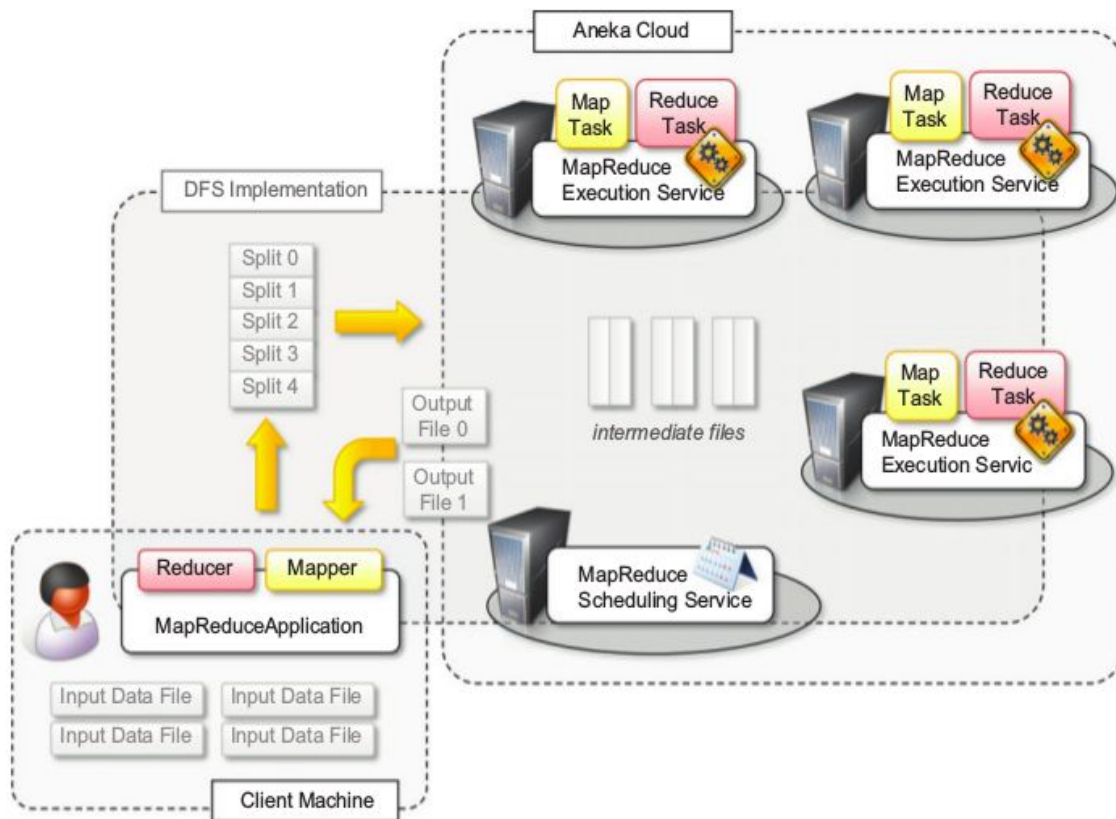 Aneka Cloud
Map
Task
Reduce
Task
MapReduce
Execution Service
Map
Task
Reduce
Task
MapReduce
Execution Service
DFS Implementation
Split 0
Split 1
Split 2
Split 3
Split 4
Output
File 0
Output
File 1
intermediate files
Map
Task
Reduce
Task
MapReduce
Execution Servic
MapReduce
Scheduling Service
Reducer
Mapper
MapReduceApplication
Input Data File
Input Data File
Input Data File
Input Data File
Client Machine